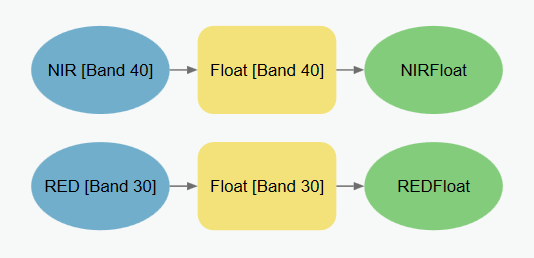 NIR [Band 40]
Float [Band 40]
NIRFloat
RED [Band 30]
Float [Band 30]
REDFloat